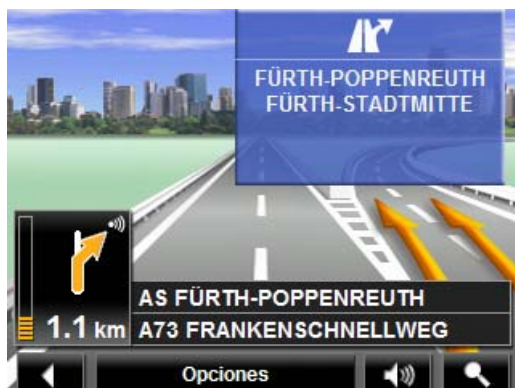 FÜRTH-POPPENREUTH
FÜRTH-STADTMITTE
AS FÜRTH-POPPENREUTH
1.1 km
A73 FRANKENSCHNELLWEG
Opciones